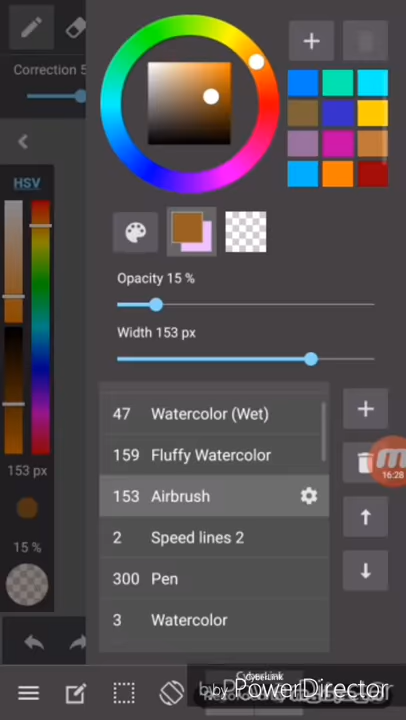 Correction 5
HSV
Opacity 15 %
Width 153 px
47 Watercolor (Wet)
159 Fluffy Watercolor
153 Airbrush
16:28
153 px
2 Speed lines 2
15 %
300 Pen
3 Watercolor
CyberLink
by PowerDirector